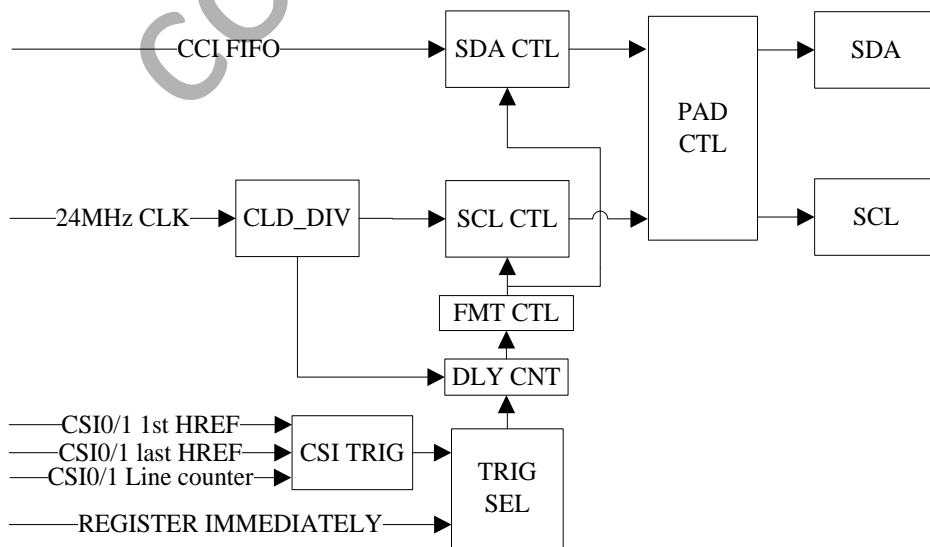 CCI FIFO
SDA CTL
SDA
PAD
CTL
24MHz CLK
CLD_DIV
SCL CTL
SCL
FMT CTL
DLY CNT
CSI0/1 1st HREF
CSI0/1 last HREF
CSI0/1 Line counter
CSI TRIG
TRIG
SEL
REGISTER IMMEDIATELY